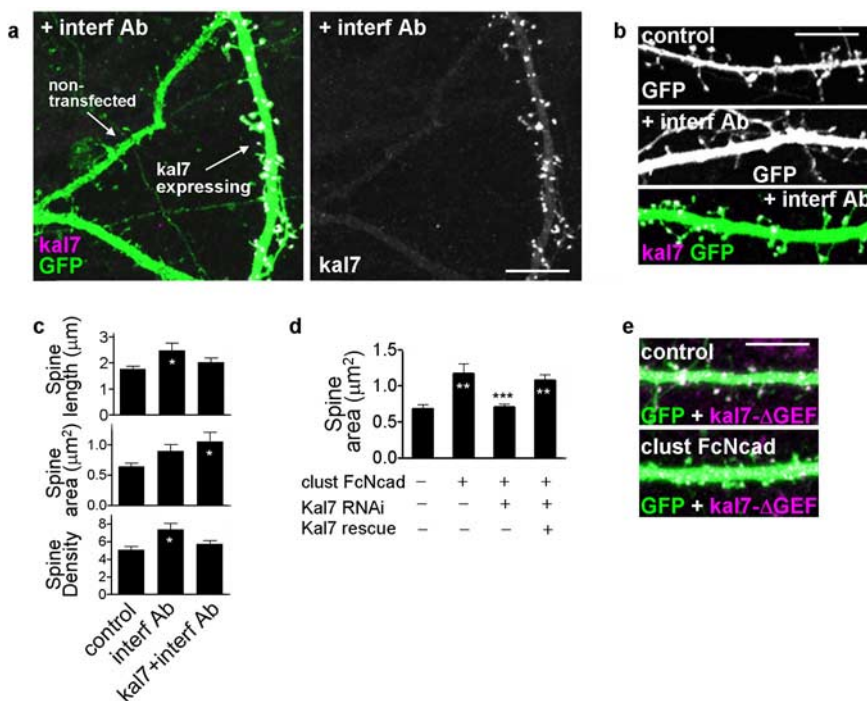 a
+ interf Ab
non-
transfected
kal7
expressing
kal7
GFP
+ interf Ab
kal7
b
control
GFP
+ interf Ab
GFP
+ interf Ab
kal7 GFP
c
Spine
length (μm)
3
2
1
0
*
Spine
area (μm²)
1.0
0.5
0.0
*
Spine
Density
8
6
4
2
0
*
control
interf Ab
kal7+interf Ab
d
Spine
area (μm²)
1.5
1.0
0.5
0.0
** *** **
clust FcNcad – + + +
Kal7 RNAi – – + +
Kal7 rescue – – – +
e
control
GFP + kal7-ΔGEF
clust FcNcad
GFP + kal7-ΔGEF